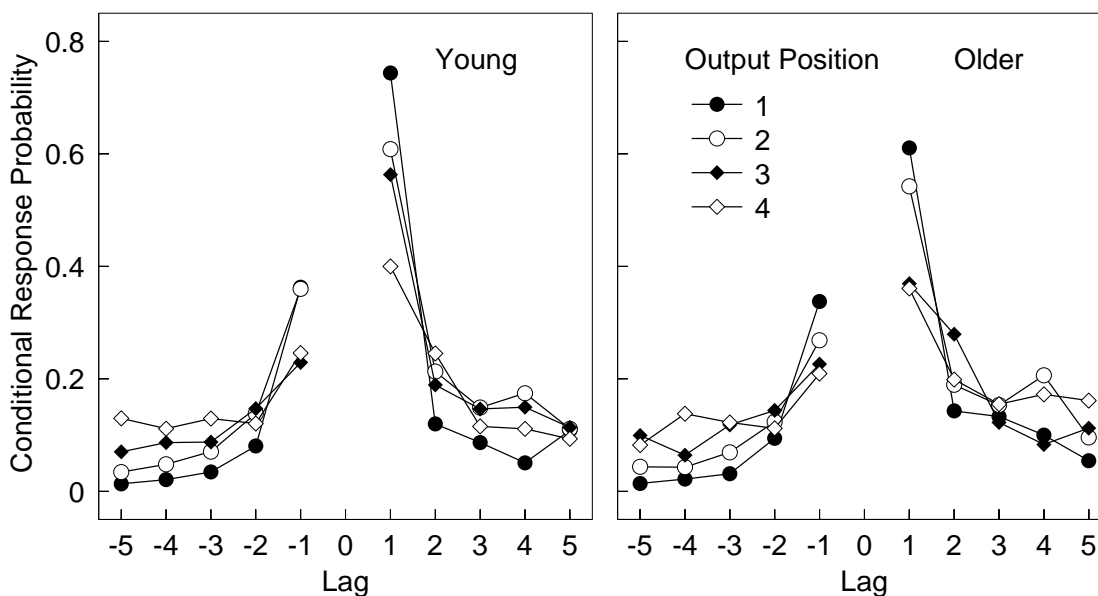 Conditional Response Probability
0.8
0.6
0.4
0.2
0
Young
-5 -4 -3 -2 -1 0 1 2 3 4 5
Lag
Output Position
1
2
3
4
Older
-5 -4 -3 -2 -1 0 1 2 3 4 5
Lag